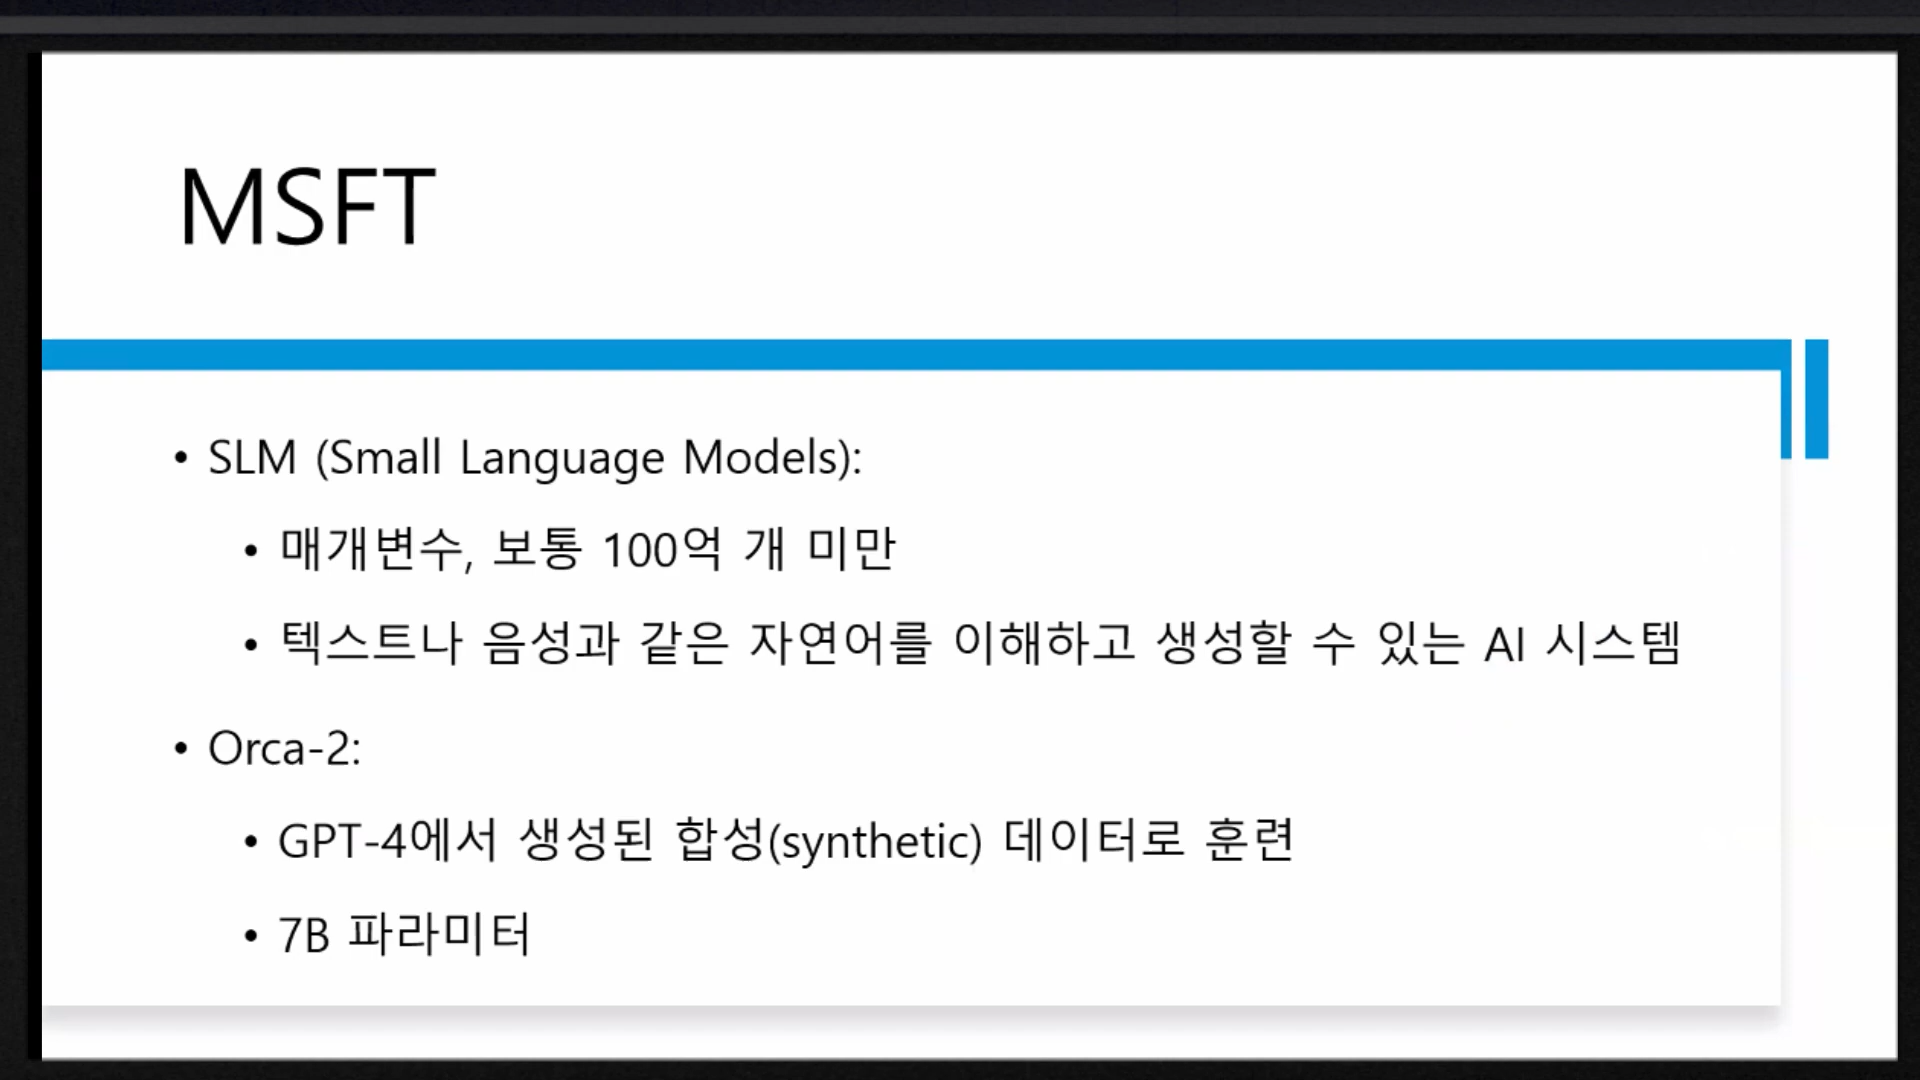 MSFT
• SLM (Small Language Models):
• 매개변수, 보통 100억 개 미만
• 텍스트나 음성과 같은 자연어를 이해하고 생성할 수 있는 AI 시스템
• Orca-2:
• GPT-4에서 생성된 합성(synthetic) 데이터로 훈련
• 7B 파라미터